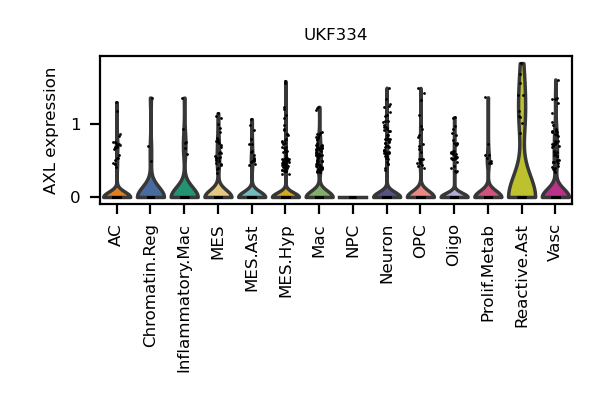 UKF334
AXL expression
1
0
AC
Chromatin.Reg
Inflammatory.Mac
MES
MES.Ast
MES.Hyp
Mac
NPC
Neuron
OPC
Oligo
Prolif.Metab
Reactive.Ast
Vasc